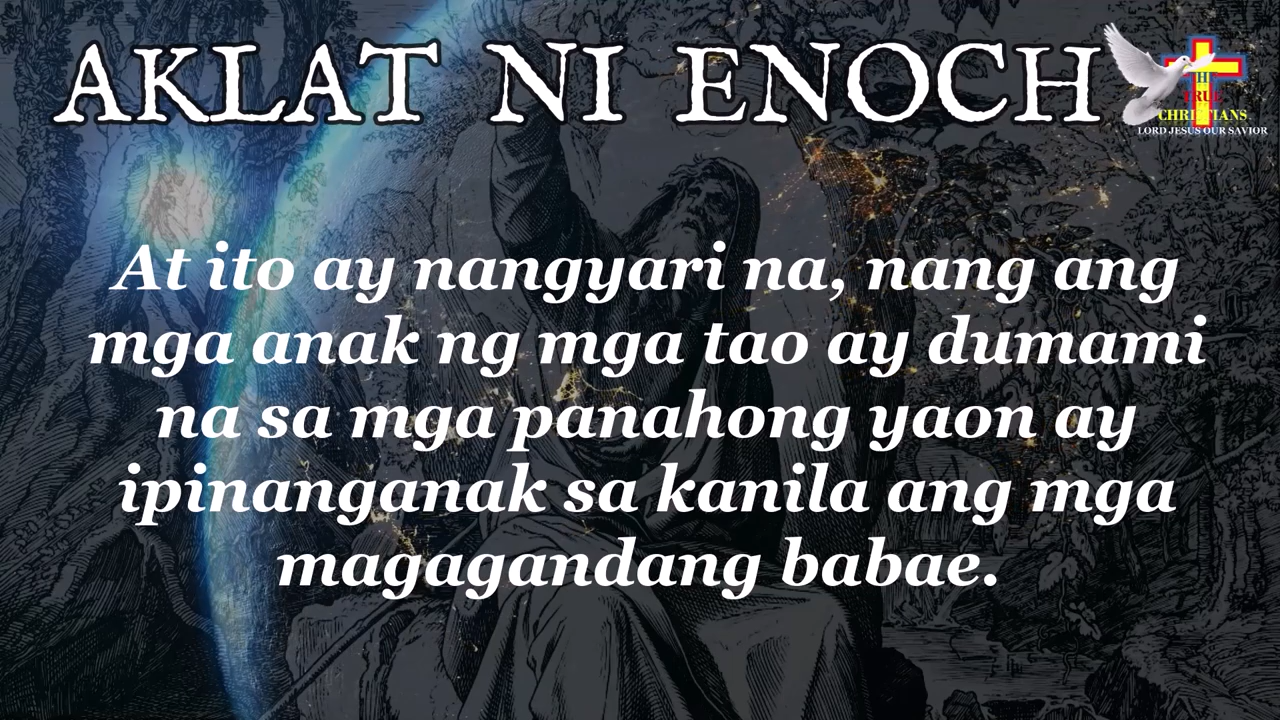 AKLAT NI ENOCH
TRUE
CHRISTIANS
LORD JESUS OUR SAVIOR
At ito ay nangyari na, nang ang
mga anak ng mga tao ay dumami
na sa mga panahong yaon ay
ipinanganak sa kanila ang mga
magagandang babae.